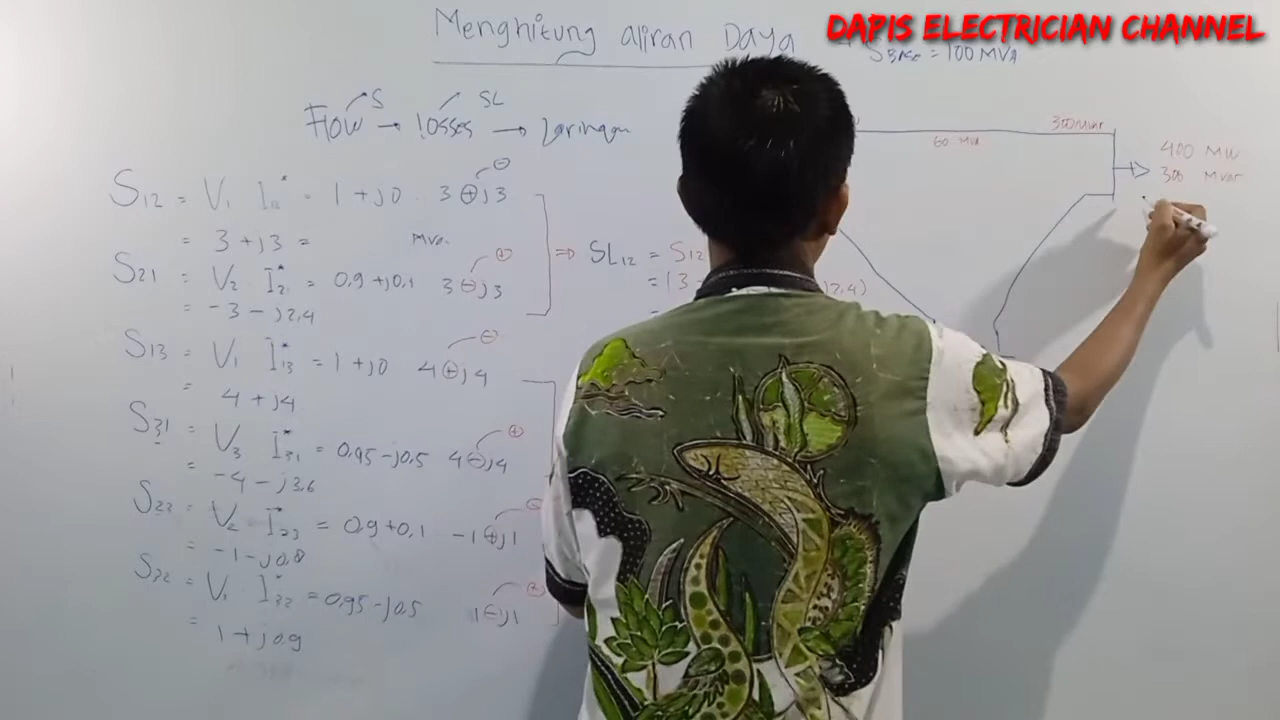 DAPIS ELECTRICIAN CHANNEL
Menghitung aliran Daya
S BASE = 100 MVA
S SL
Flow → Losses → Jaringan
300 Mvar
60 MW
400 MW
300 Mvar
S12 = V1 I12* = 1 + j0 3 + j3 -
= 3 + j3 = Mva.
S21 = V2 I21* = 0,9 + j0,1 3 - j3 +
= -3 - j2,4
⇒ SL12 = S12
= (3 2,4)
S13 = V1 I13* = 1 + j0 4 + j4 -
= 4 + j4
S31 = V3 I31* = 0,95 - j0,5 4 - j4 +
= -4 - j3,6
S23 = V2 I23 = 0,9 + 0,1 -1 + j1
= -1 - j0,8
S32 = V1 I32* = 0,95 - j0,5 1 - j1 +
= 1 + j0,9